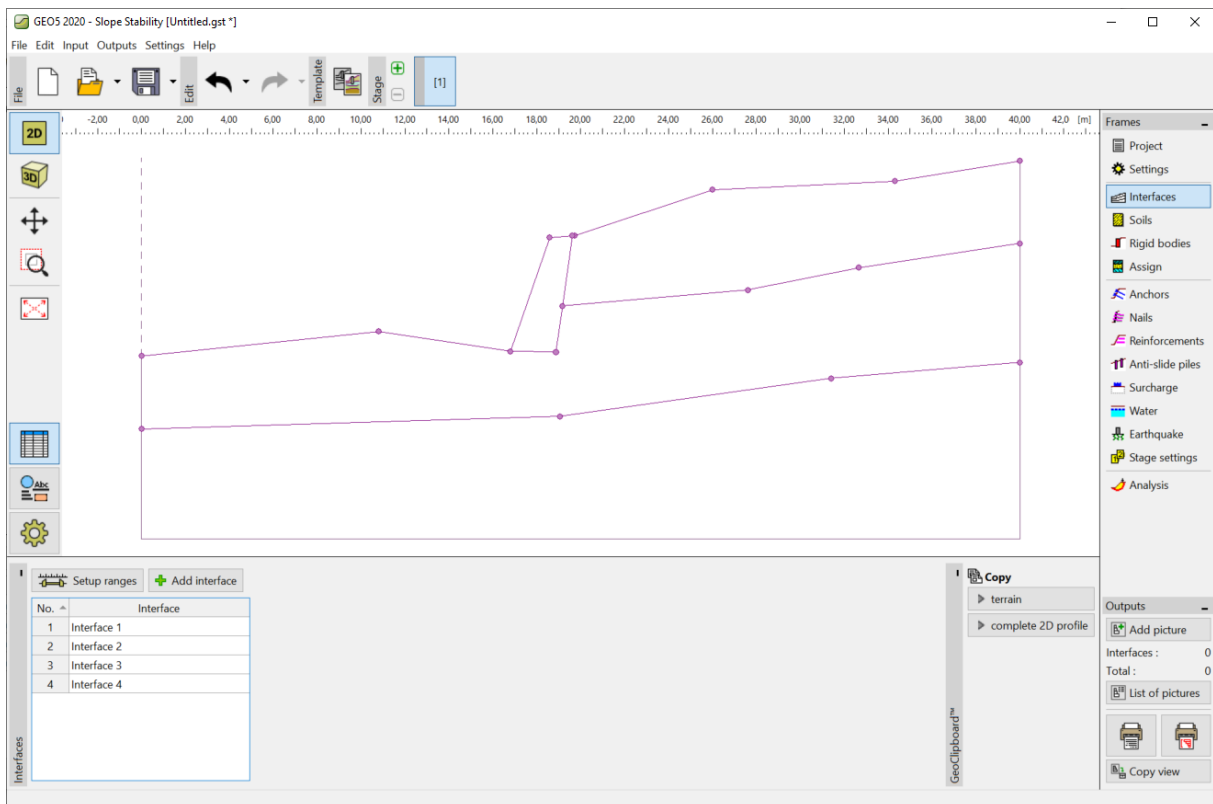 GEO5 2020 - Slope Stability [Untitled.gst *]
File Edit Input Outputs Settings Help
File
Edit
Template
Stage
[1]
2D
-2,00 0,00 2,00 4,00 6,00 8,00 10,00 12,00 14,00 16,00 18,00 20,00 22,00 24,00 26,00 28,00 30,00 32,00 34,00 36,00 38,00 40,00 42,0 [m]
3D
Abc
Frames
Project
Settings
Interfaces
Soils
Rigid bodies
Assign
Anchors
Nails
Reinforcements
Anti-slide piles
Surcharge
Water
Earthquake
Stage settings
Analysis
Interfaces
Setup ranges
Add interface
No. Interface
1 Interface 1
2 Interface 2
3 Interface 3
4 Interface 4
GeoClipboard™
Copy
terrain
complete 2D profile
Outputs
Add picture
Interfaces : 0
Total : 0
List of pictures
Copy view